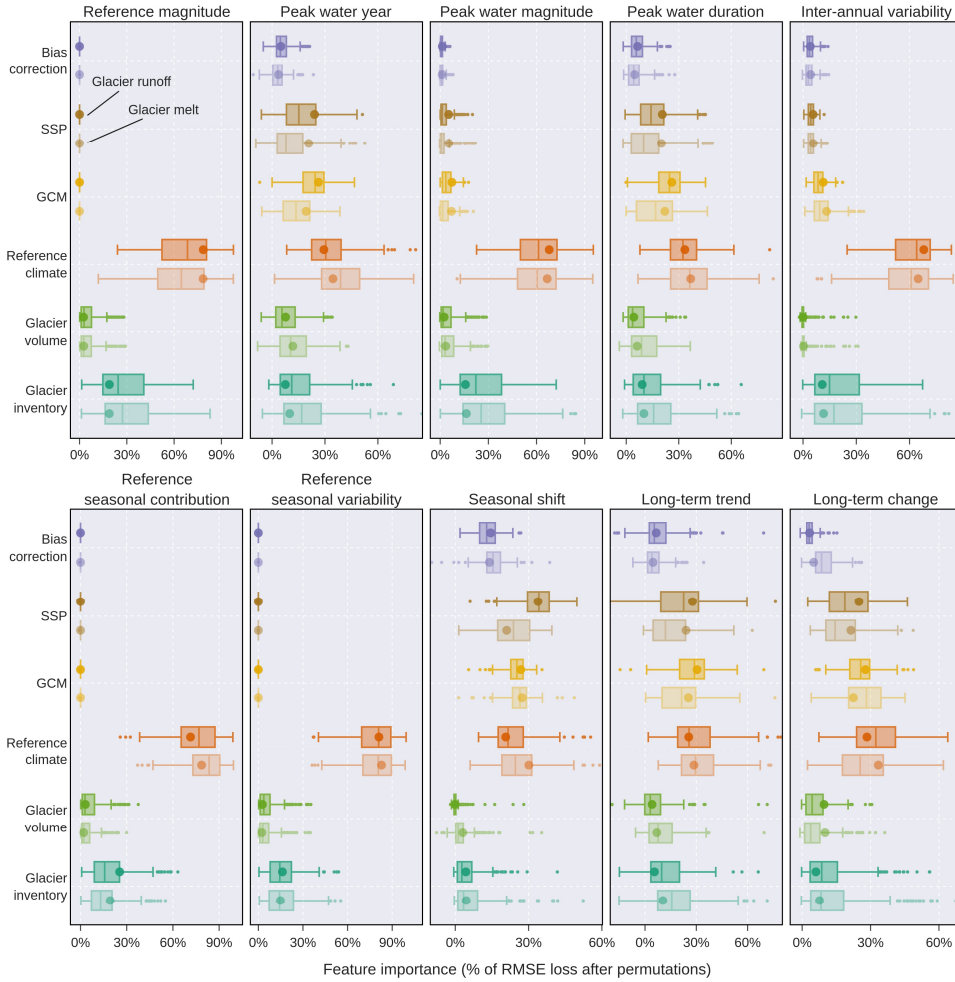 Reference magnitude
Peak water year
Peak water magnitude
Peak water duration
Inter-annual variability
Bias
correction
Glacier runoff
Glacier melt
SSP
GCM
Reference
climate
Glacier
volume
Glacier
inventory
0% 30% 60% 90%
0% 30% 60%
0% 30% 60% 90%
0% 30% 60%
0% 30% 60%
Reference
seasonal contribution
Reference
seasonal variability
Seasonal shift
Long-term trend
Long-term change
Bias
correction
SSP
GCM
Reference
climate
Glacier
volume
Glacier
inventory
0% 30% 60% 90%
0% 30% 60% 90%
0% 20% 40% 60%
0% 30% 60%
0% 20% 40% 60%
Feature importance (% of RMSE loss after permutations)